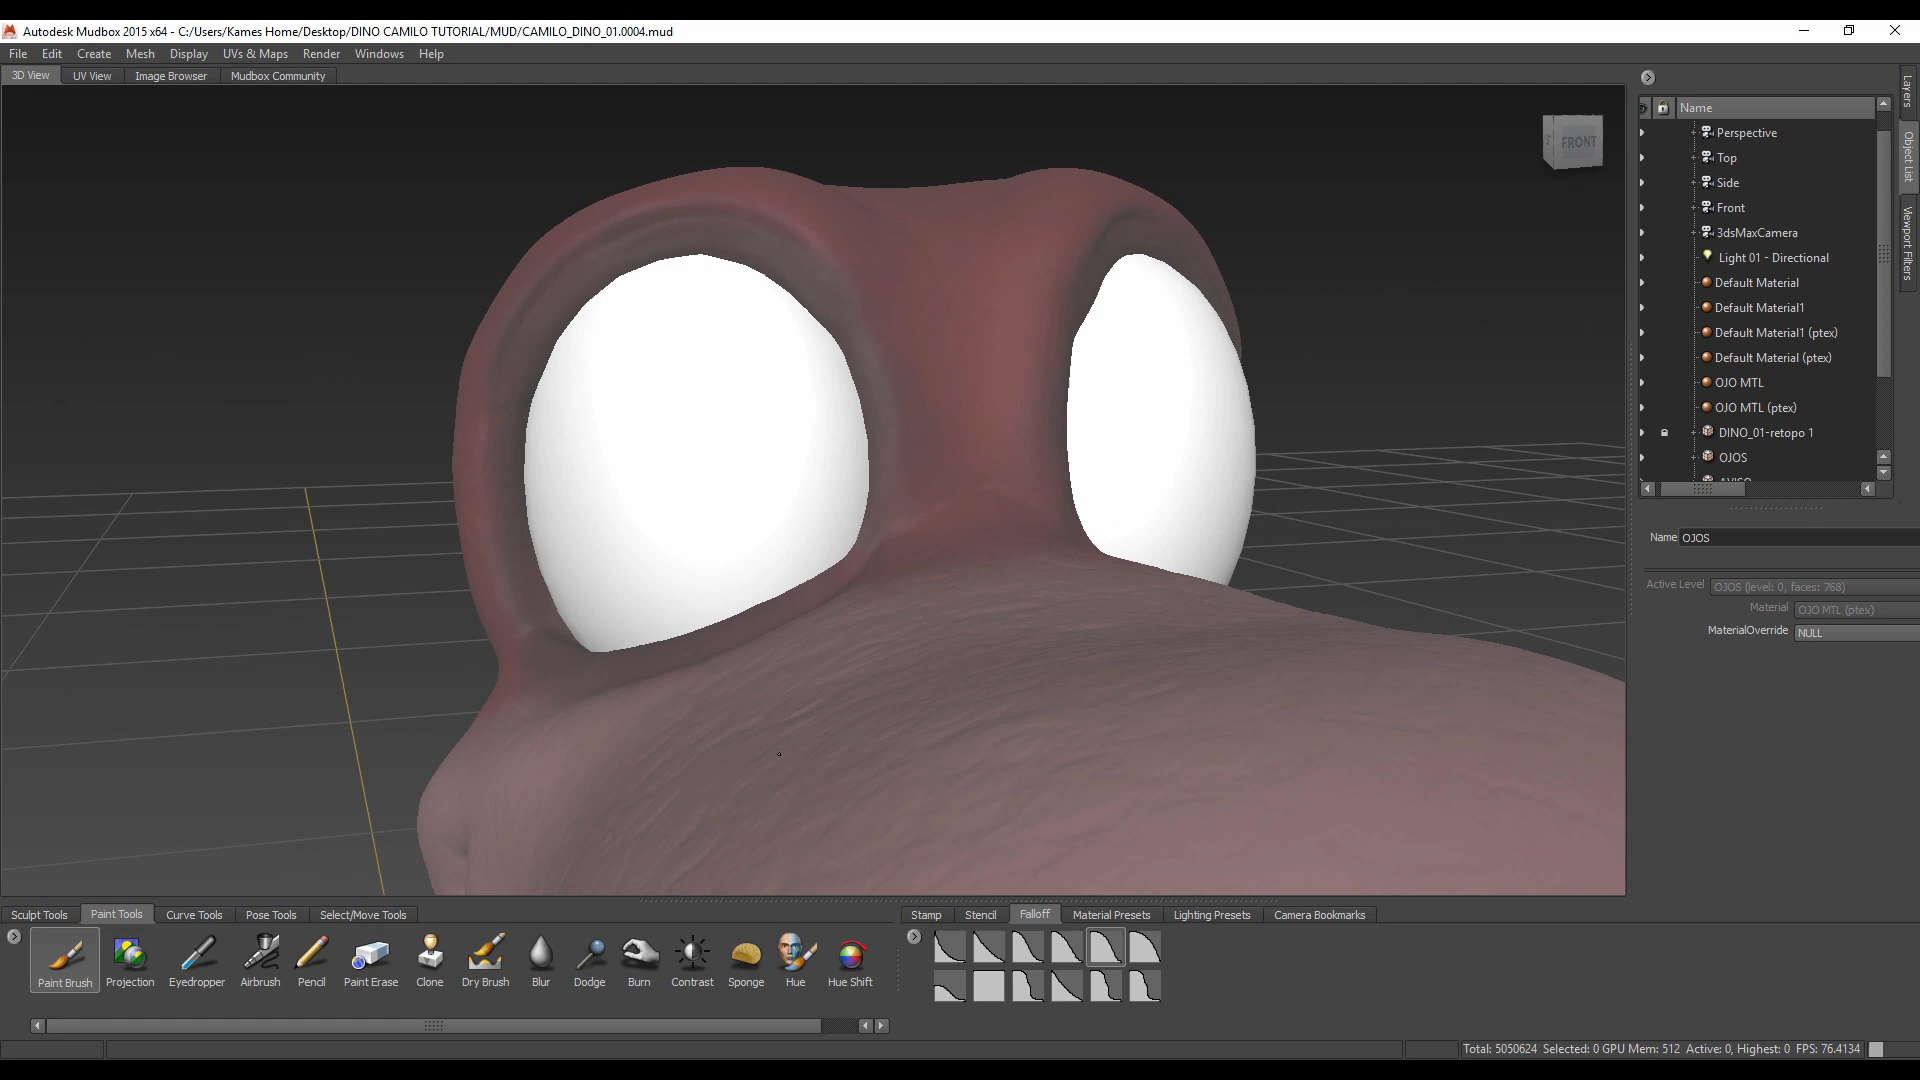 Autodesk Mudbox 2015 x64 - C:/Users/Kames Home/Desktop/DINO CAMILO TUTORIAL/MUD/CAMILO_DINO_01.0004.mud
File Edit Create Mesh Display UVs & Maps Render Windows Help
3D View UV View Image Browser Mudbox Community
FRONT
Name
Perspective
Top
Side
Front
3dsMaxCamera
Light 01 - Directional
Default Material
Default Material1
Default Material1 (ptex)
Default Material (ptex)
OJO MTL
OJO MTL (ptex)
DINO_01-retopo 1
OJOS
Layers
Object List
Viewport Filters
Name OJOS
Active Level OJOS (level: 0, faces: 768)
Material OJO MTL (ptex)
MaterialOverride NULL
Sculpt Tools Paint Tools Curve Tools Pose Tools Select/Move Tools
Paint Brush Projection Eyedropper Airbrush Pencil Paint Erase Clone Dry Brush Blur Dodge Burn Contrast Sponge Hue Hue Shift
Stamp Stencil Falloff Material Presets Lighting Presets Camera Bookmarks
Total: 5050624 Selected: 0 GPU Mem: 512 Active: 0, Highest: 0 FPS: 76.4134